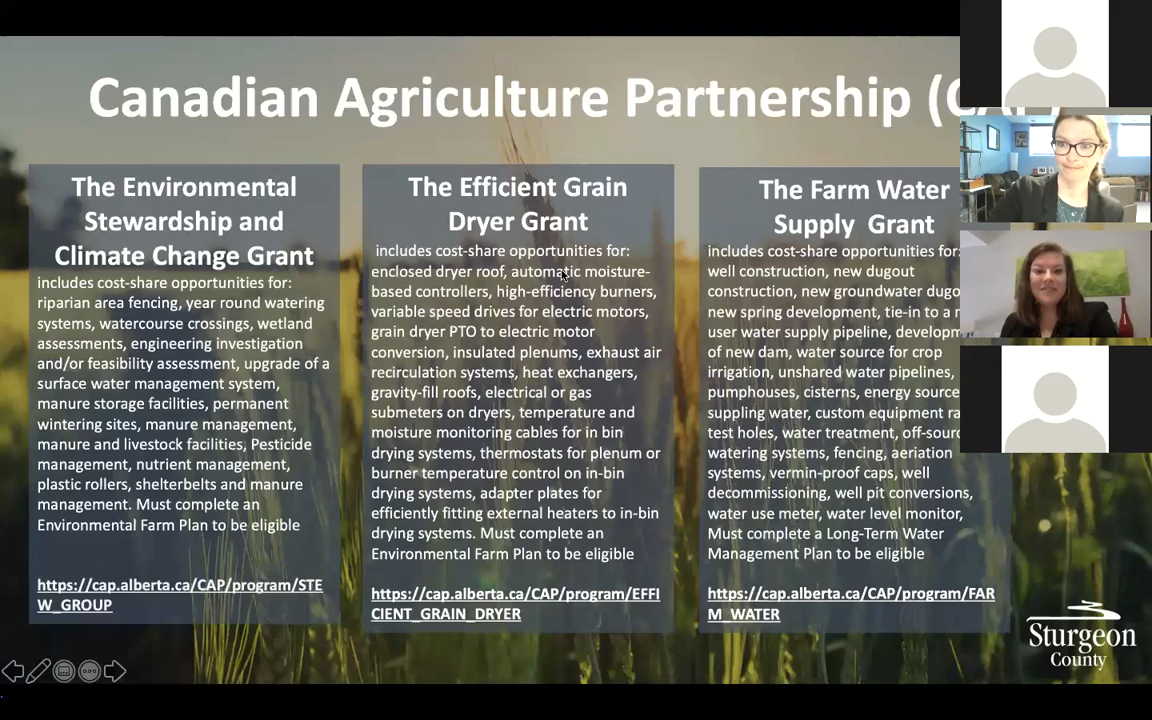 Canadian Agriculture Partnership
The Environmental
Stewardship and
Climate Change Grant
includes cost-share opportunities for:
riparian area fencing, year round watering
systems, watercourse crossings, wetland
assessments, engineering investigation
and/or feasibility assessment, upgrade of a
surface water management system,
manure storage facilities, permanent
wintering sites, manure management,
manure and livestock facilities, Pesticide
management, nutrient management,
plastic rollers, shelterbelts and manure
management. Must complete an
Environmental Farm Plan to be eligible
https://cap.alberta.ca/CAP/program/STE
W_GROUP
The Efficient Grain
Dryer Grant
includes cost-share opportunities for:
enclosed dryer roof, automatic moisture-
based controllers, high-efficiency burners,
variable speed drives for electric motors,
grain dryer PTO to electric motor
conversion, insulated plenums, exhaust air
recirculation systems, heat exchangers,
gravity-fill roofs, electrical or gas
submeters on dryers, temperature and
moisture monitoring cables for in bin
drying systems, thermostats for plenum or
burner temperature control on in-bin
drying systems, adapter plates for
efficiently fitting external heaters to in-bin
drying systems. Must complete an
Environmental Farm Plan to be eligible
https://cap.alberta.ca/CAP/program/EFFI
CIENT_GRAIN_DRYER
The Farm Water
Supply Grant
includes cost-share opportunities for:
well construction, new dugout
construction, new groundwater
new spring development, tie-in to a
user water supply pipeline,
of new dam, water source for crop
irrigation, unshared water pipelines,
pumphouses, cisterns, energy source
suppling water, custom equipment
test holes, water treatment,
watering systems, fencing, aeration
systems, vermin-proof caps, well
decommissioning, well pit conversions,
water use meter, water level monitor,
Must complete a Long-Term Water
Management Plan to be eligible
https://cap.alberta.ca/CAP/program/FAR
M_WATER
Sturgeon
County